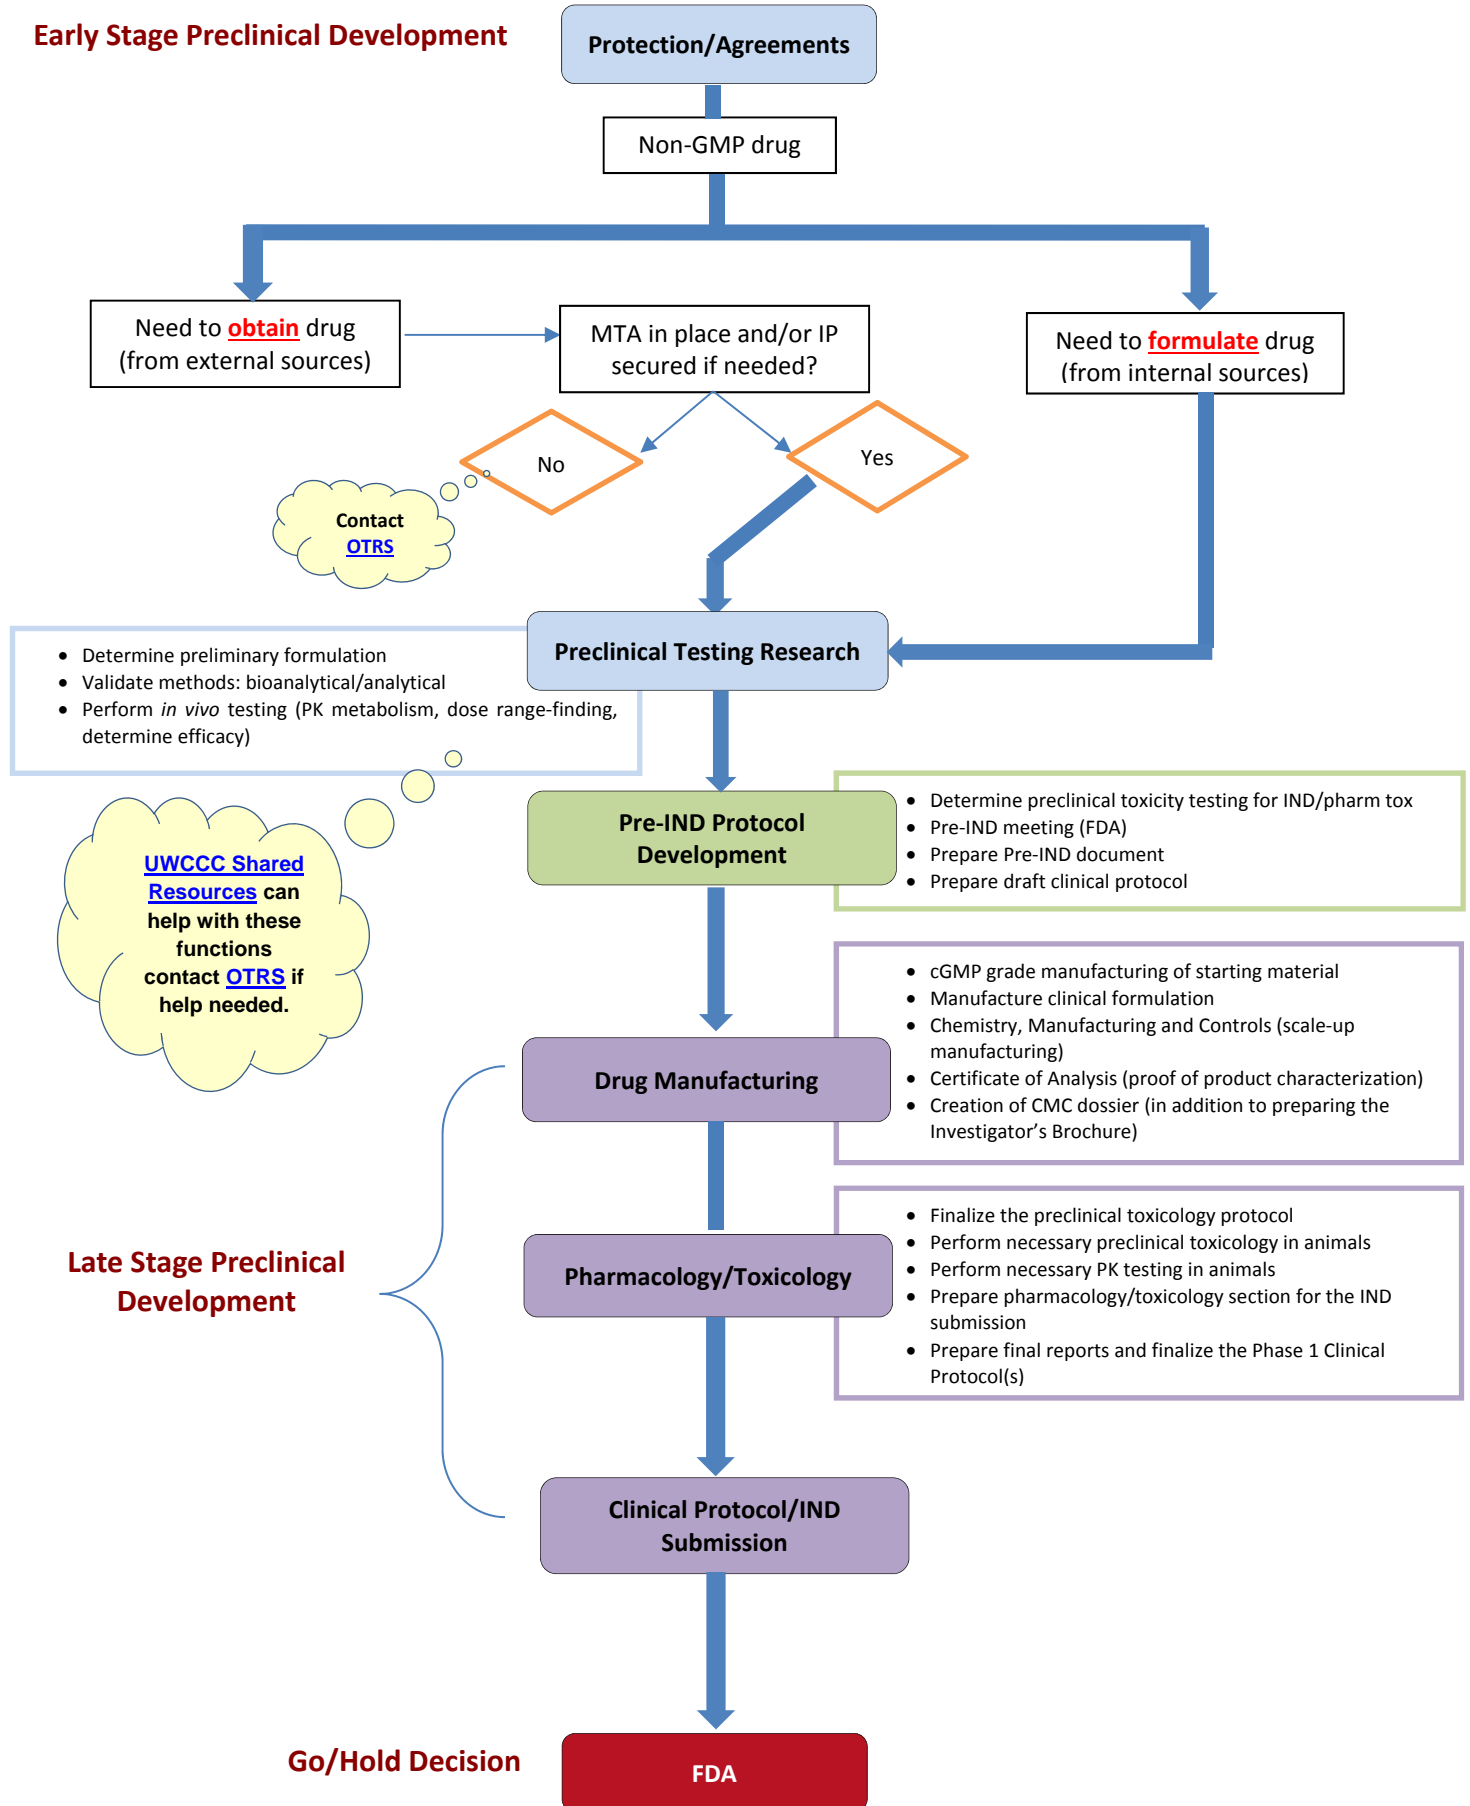 Early Stage Preclinical Development
Protection/Agreements
Non-GMP drug
Need to obtain drug
(from external sources)
MTA in place and/or IP
secured if needed?
Need to formulate drug
(from internal sources)
No
Yes
Contact
OTRS
Preclinical Testing Research
• Determine preliminary formulation
• Validate methods: bioanalytical/analytical
• Perform in vivo testing (PK metabolism, dose range-finding,
determine efficacy)
UWCCC Shared
Resources can
help with these
functions
contact OTRS if
help needed.
Pre-IND Protocol
Development
• Determine preclinical toxicity testing for IND/pharm tox
• Pre-IND meeting (FDA)
• Prepare Pre-IND document
• Prepare draft clinical protocol
Drug Manufacturing
• cGMP grade manufacturing of starting material
• Manufacture clinical formulation
• Chemistry, Manufacturing and Controls (scale-up
manufacturing)
• Certificate of Analysis (proof of product characterization)
• Creation of CMC dossier (in addition to preparing the
Investigator's Brochure)
Late Stage Preclinical
Development
Pharmacology/Toxicology
• Finalize the preclinical toxicology protocol
• Perform necessary preclinical toxicology in animals
• Perform necessary PK testing in animals
• Prepare pharmacology/toxicology section for the IND
submission
• Prepare final reports and finalize the Phase 1 Clinical
Protocol(s)
Clinical Protocol/IND
Submission
Go/Hold Decision
FDA